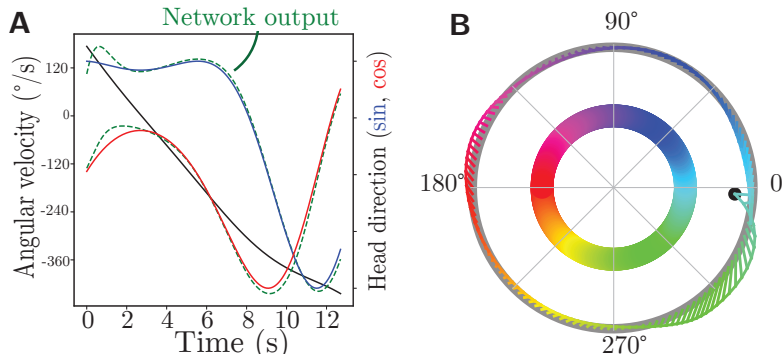 A
Network output
Angular velocity (°/s)
120
0
-120
-240
-360
0 2 4 6 8 10 12
Time (s)
Head direction (sin, cos)
B
90°
180°
0
270°